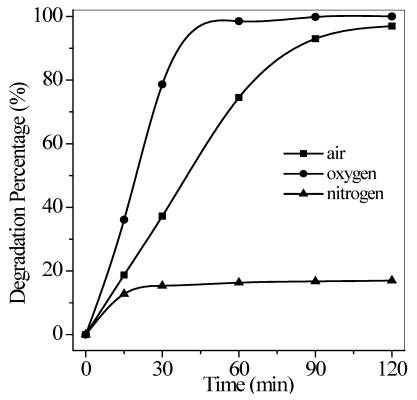 100
80
60
40
20
0
Degradation Percentage (%)
air
oxygen
nitrogen
0 30 60 90 120
Time (min)